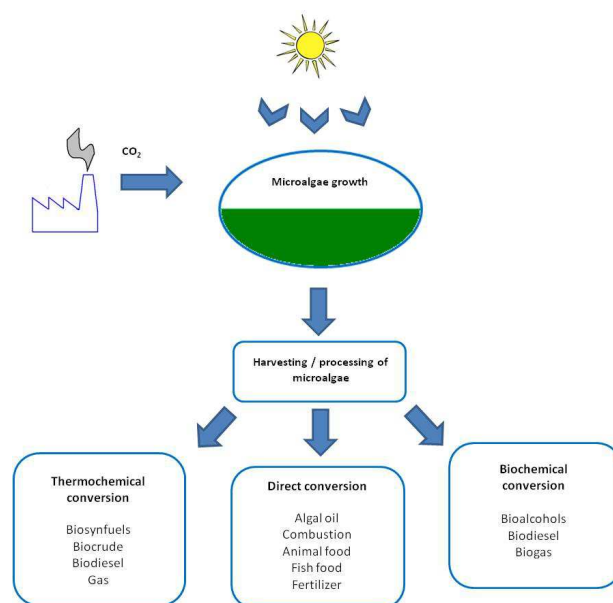 CO₂
Microalgae growth
Harvesting / processing of
microalgae
Thermochemical
conversion
Biosynfuels
Biocrude
Biodiesel
Gas
Direct conversion
Algal oil
Combustion
Animal food
Fish food
Fertilizer
Biochemical
conversion
Bioalcohols
Biodiesel
Biogas